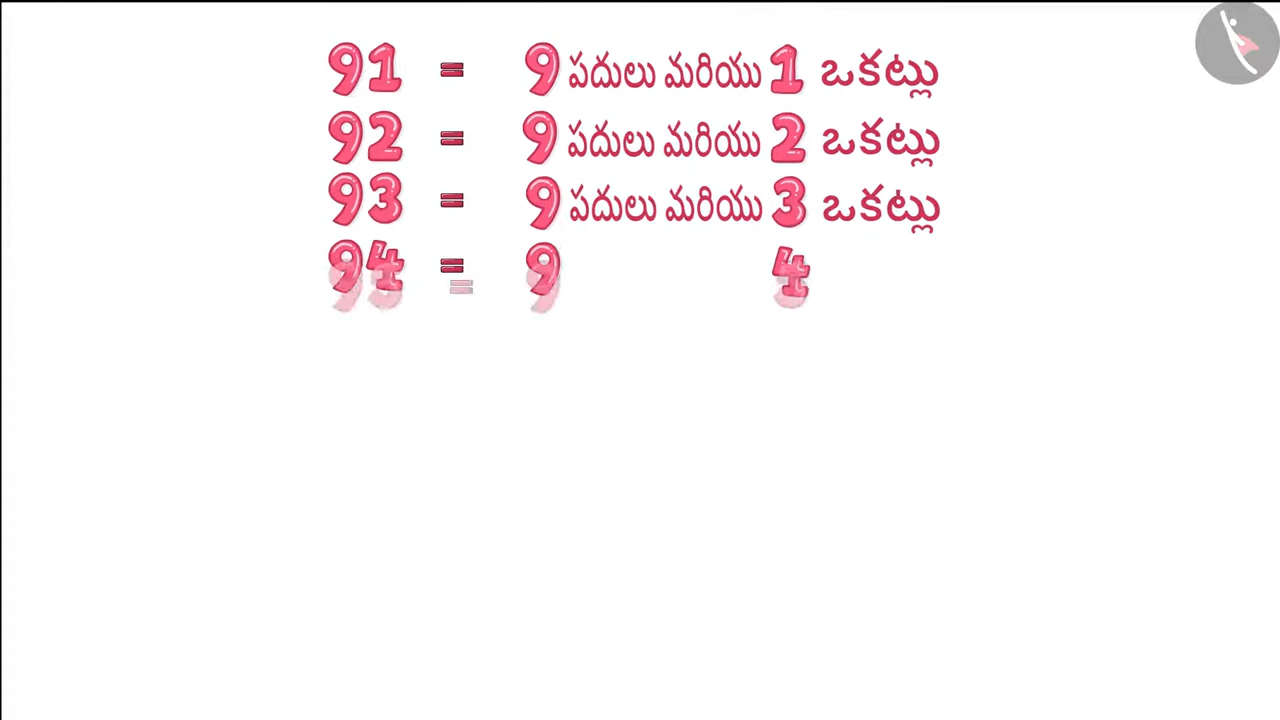 91 = 9 పదులు మరియు 1 ఒకట్లు
92 = 9 పదులు మరియు 2 ఒకట్లు
93 = 9 పదులు మరియు 3 ఒకట్లు
94 = 9 4